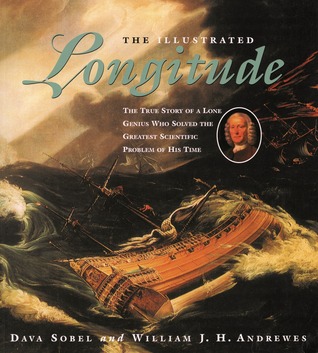 THE ILLUSTRATED
Longitude
THE TRUE STORY OF A LONE
GENIUS WHO SOLVED THE
GREATEST SCIENTIFIC
PROBLEM OF HIS TIME
DAVA SOBEL and WILLIAM J. H. ANDREWES